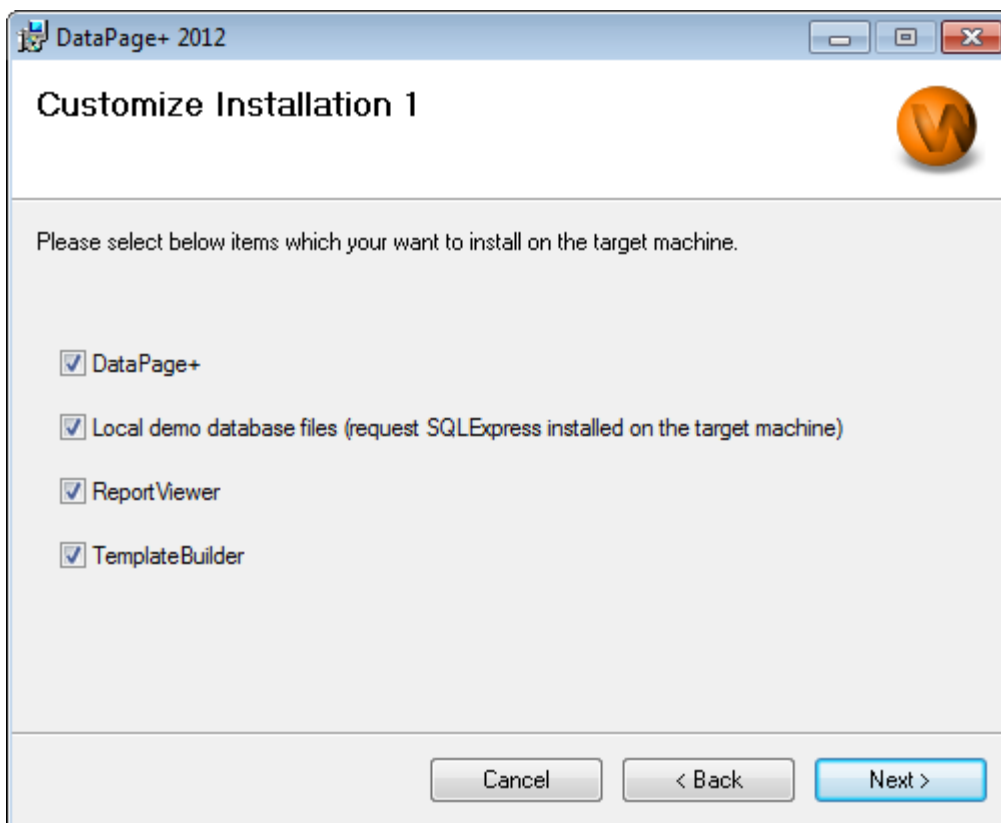 DataPage+ 2012
Customize Installation 1
W
Please select below items which your want to install on the target machine.
DataPage+
Local demo database files (request SQLExpress installed on the target machine)
ReportViewer
TemplateBuilder
Cancel
< Back
Next >